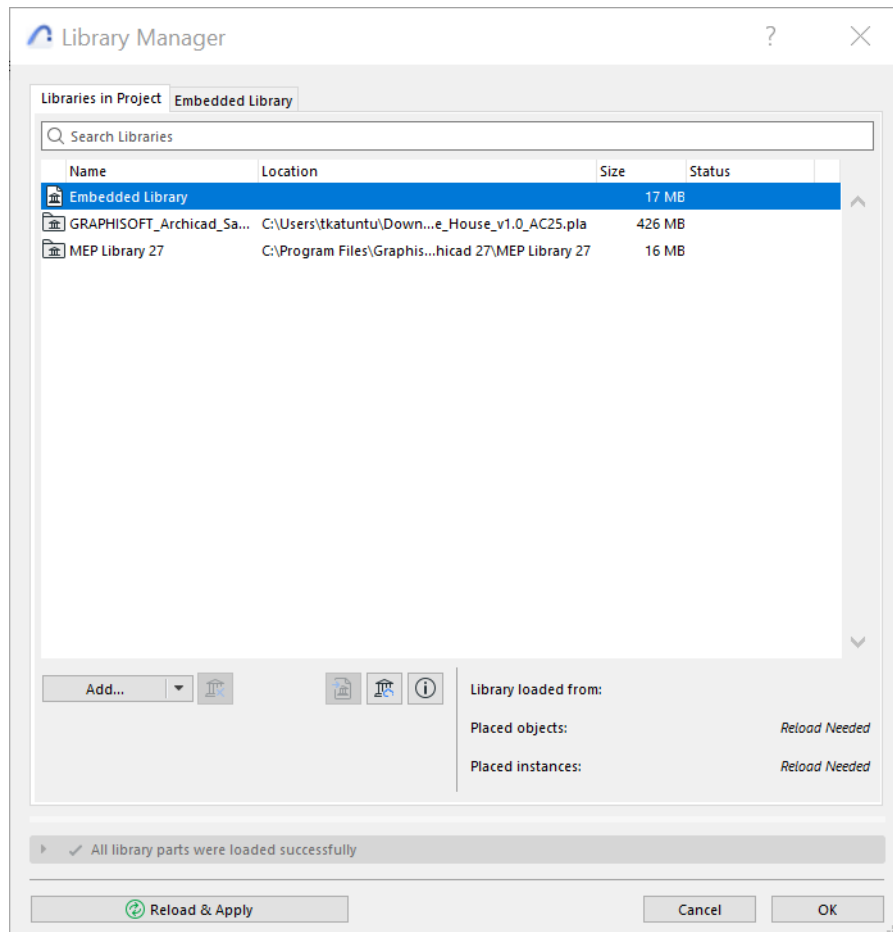 Library Manager ?
Libraries in Project Embedded Library
Search Libraries
Name Location Size Status
Embedded Library 17 MB
GRAPHISOFT_Archicad_Sa... C:\Users\tkatuntu\Down...e_House_v1.0_AC25.pla 426 MB
MEP Library 27 C:\Program Files\Graphis...hicad 27\MEP Library 27 16 MB
Add...
Library loaded from:
Placed objects: Reload Needed
Placed instances: Reload Needed
All library parts were loaded successfully
Reload & Apply Cancel OK